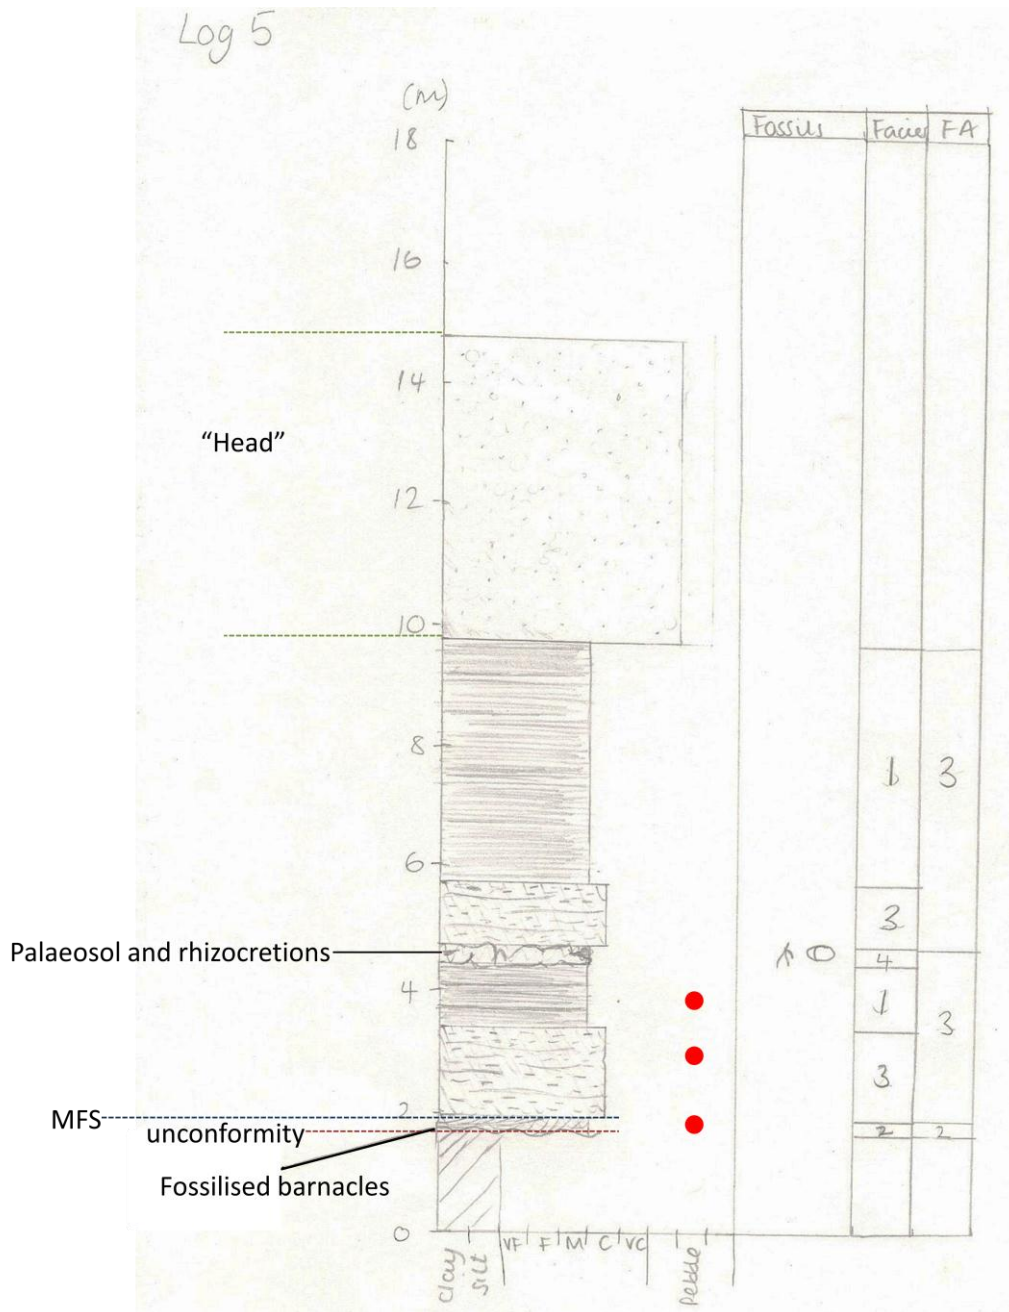 Log 5
(m)
Fossils Facies FA
18
16
14
"Head"
12
10
8
1 3
6
3
Palaeosol and rhizocretions
4
4
1
3
3
2
MFS
unconformity
2 2
Fossilised barnacles
0
clay silt VF F M C VC pebble